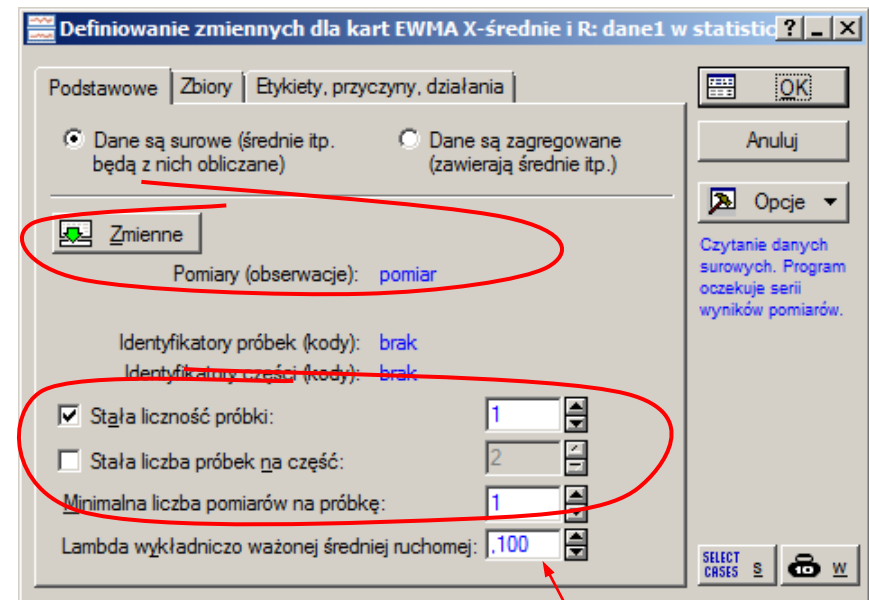 Definiowanie zmiennych dla kart EWMA X-średnie i R: dane1 w statistic
Podstawowe Zbiory Etykiety, przyczyny, działania
OK
Dane są surowe (średnie itp. będą z nich obliczane)
Dane są zagregowane (zawierają średnie itp.)
Anuluj
Opcje
Zmienne
Czytanie danych
surowych. Program
oczekuje serii
wyników pomiarów.
Pomiary (obserwacje): pomiar
Identyfikatory próbek (kody): brak
Identyfikatory części (kody): brak
Stała liczność próbki: 1
Stała liczba próbek na część: 2
Minimalna liczba pomiarów na próbkę: 1
Lambda wykładniczo ważonej średniej ruchomej: ,100
SELECT
CASES S
10 W